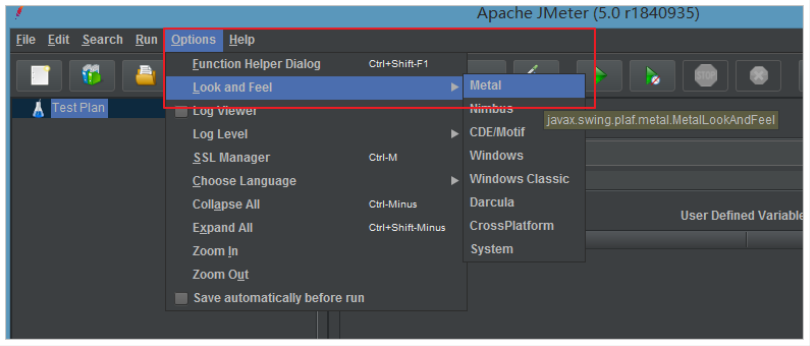 Apache JMeter (5.0 r1840935)
File Edit Search Run Options Help
Function Helper Dialog Ctrl+Shift-F1
Look and Feel
Log Viewer
Log Level
SSL Manager Ctrl-M
Choose Language
Collapse All Ctrl-Minus
Expand All Ctrl+Shift-Minus
Zoom In
Zoom Out
Save automatically before run
Metal
Nimbus
CDE/Motif
Windows
Windows Classic
Darcula
CrossPlatform
System
javax.swing.plaf.metal.MetalLookAndFeel
STOP
Test Plan
User Defined Variable